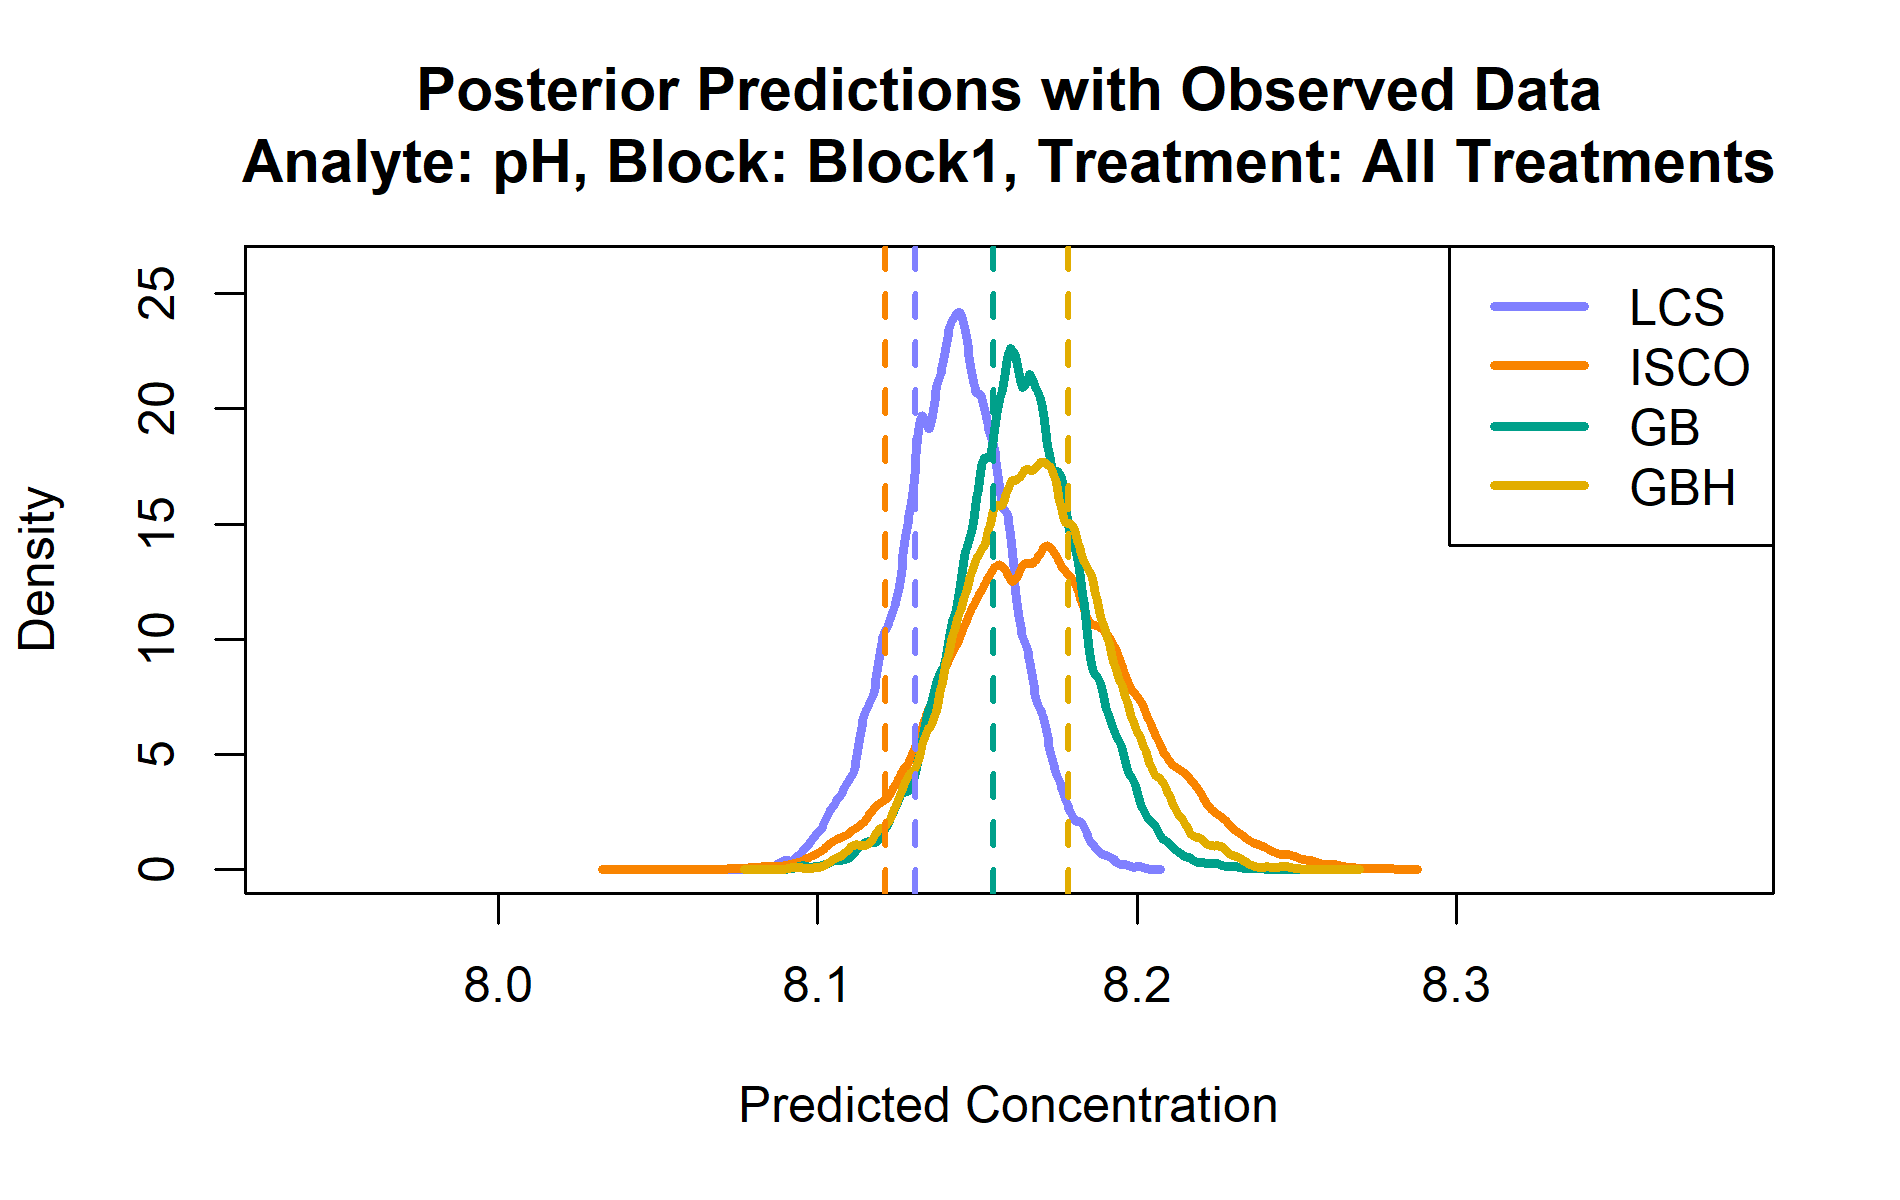 Posterior Predictions with Observed Data
Analyte: pH, Block: Block1, Treatment: All Treatments
25
20
15
10
5
0
Density
LCS
ISCO
GB
GBH
8.0 8.1 8.2 8.3
Predicted Concentration